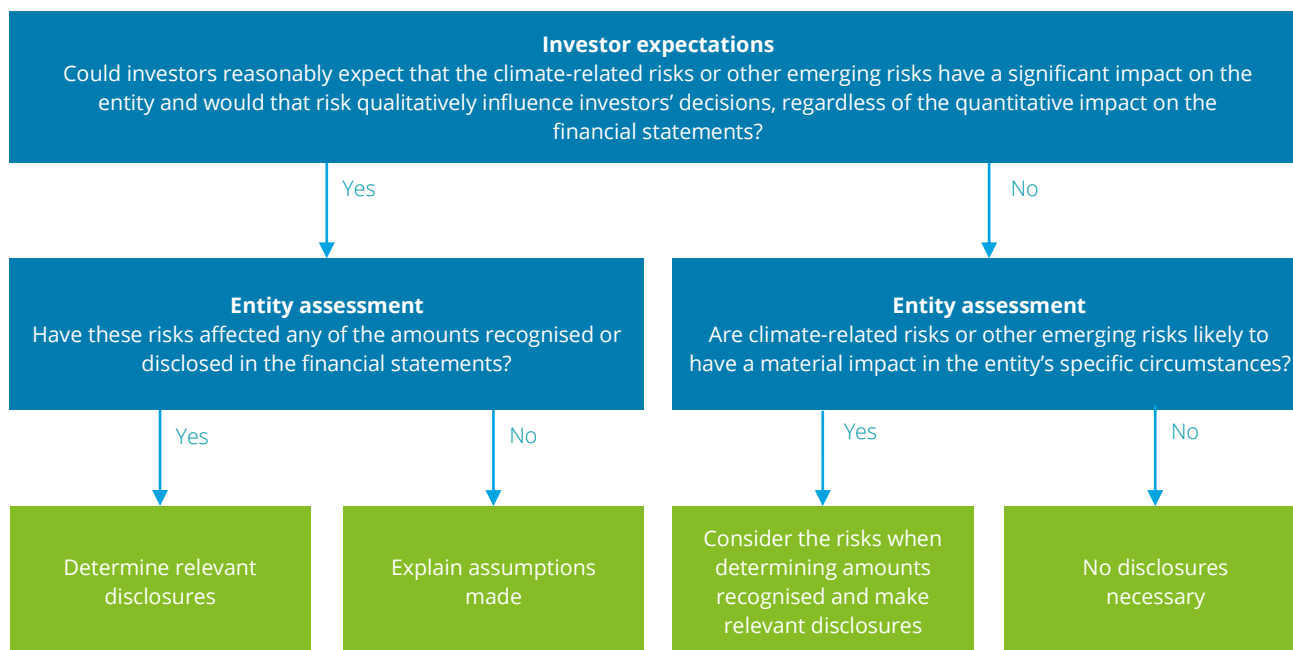 Investor expectations
Could investors reasonably expect that the climate-related risks or other emerging risks have a significant impact on the
entity and would that risk qualitatively influence investors’ decisions, regardless of the quantitative impact on the
financial statements?
Yes
No
Entity assessment
Have these risks affected any of the amounts recognised or
disclosed in the financial statements?
Entity assessment
Are climate-related risks or other emerging risks likely to
have a material impact in the entity’s specific circumstances?
Yes
No
Yes
No
Determine relevant
disclosures
Explain assumptions
made
Consider the risks when
determining amounts
recognised and make
relevant disclosures
No disclosures
necessary